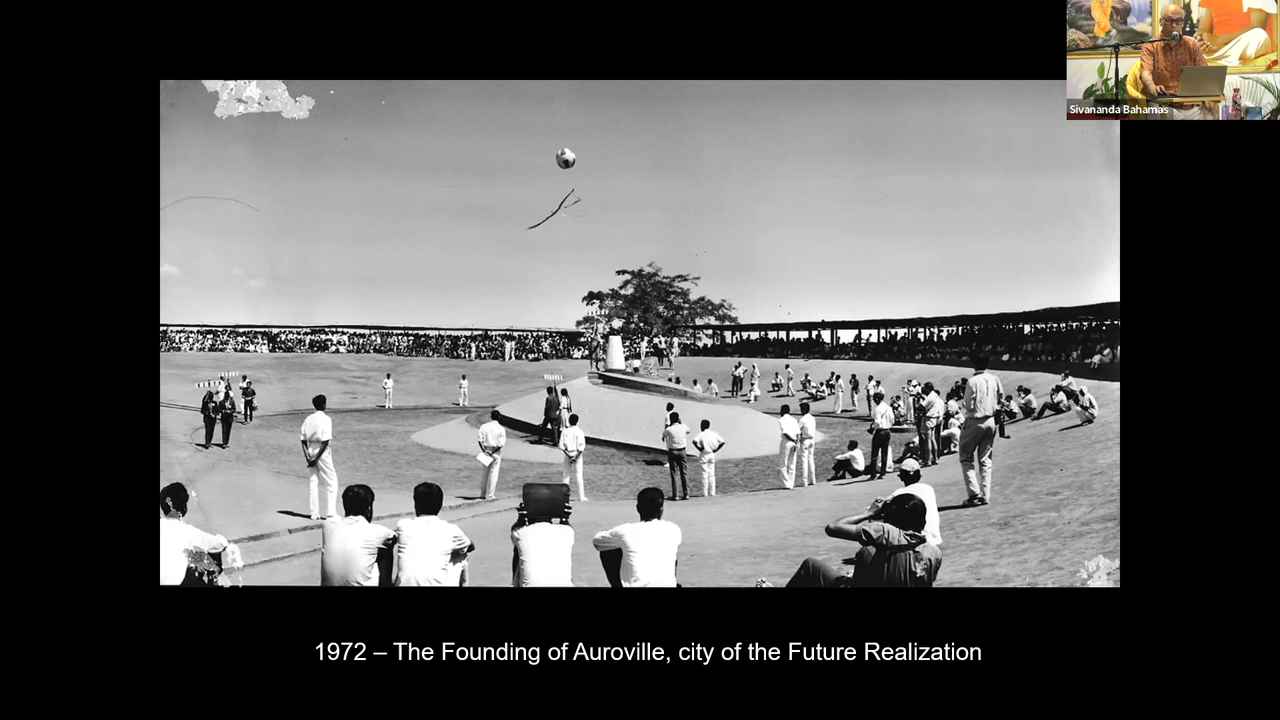 Sivananda Bahamas
1972 – The Founding of Auroville, city of the Future Realization